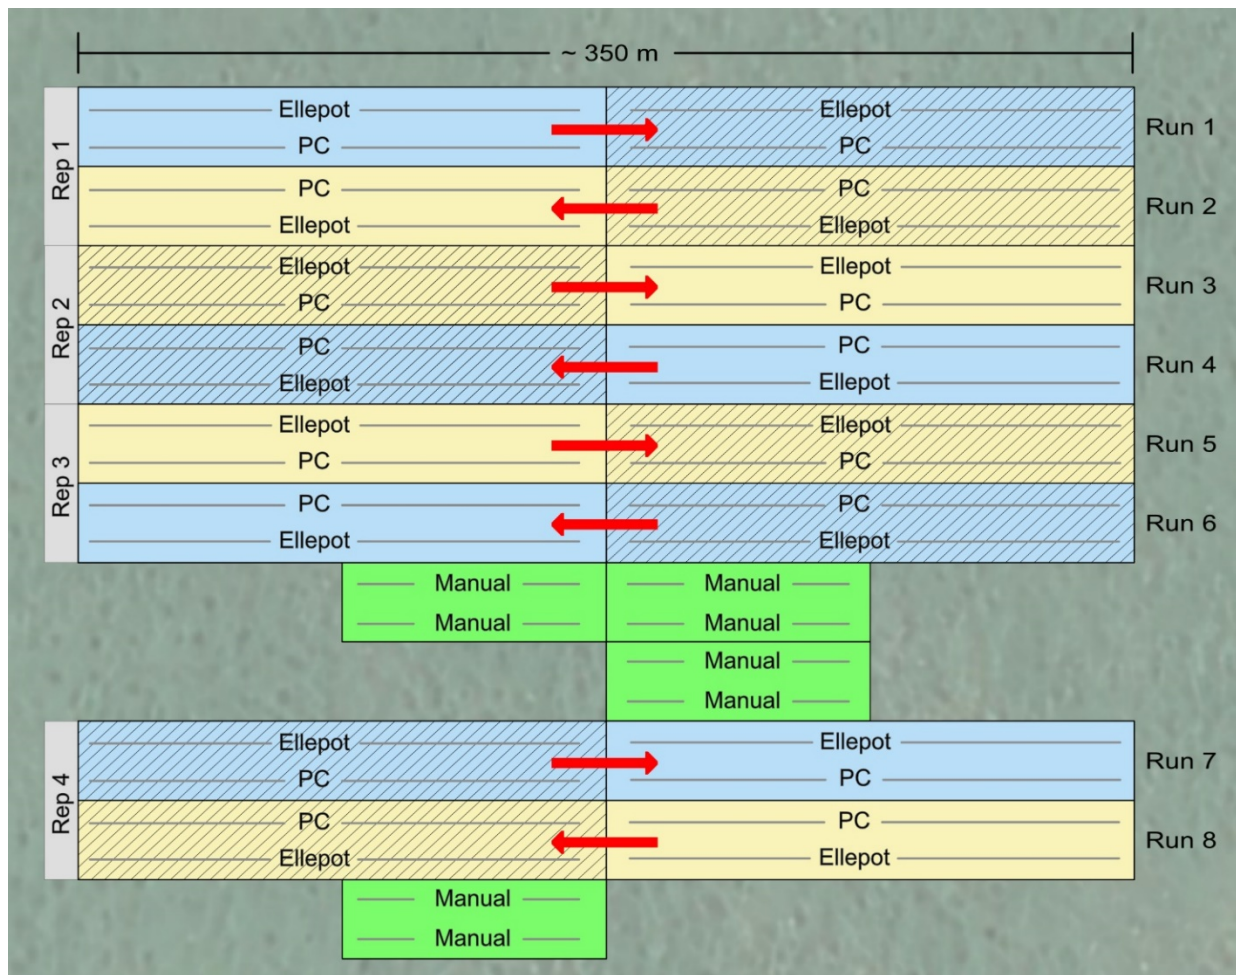 ~ 350 m
Rep 1
Ellepot Ellepot Run 1
PC PC
PC PC Run 2
Ellepot Ellepot
Rep 2
Ellepot Ellepot Run 3
PC PC
PC PC Run 4
Ellepot Ellepot
Rep 3
Ellepot Ellepot Run 5
PC PC
PC PC Run 6
Ellepot Ellepot
Manual Manual
Manual Manual
Manual
Manual
Rep 4
Ellepot Ellepot Run 7
PC PC
PC PC Run 8
Ellepot Ellepot
Manual
Manual